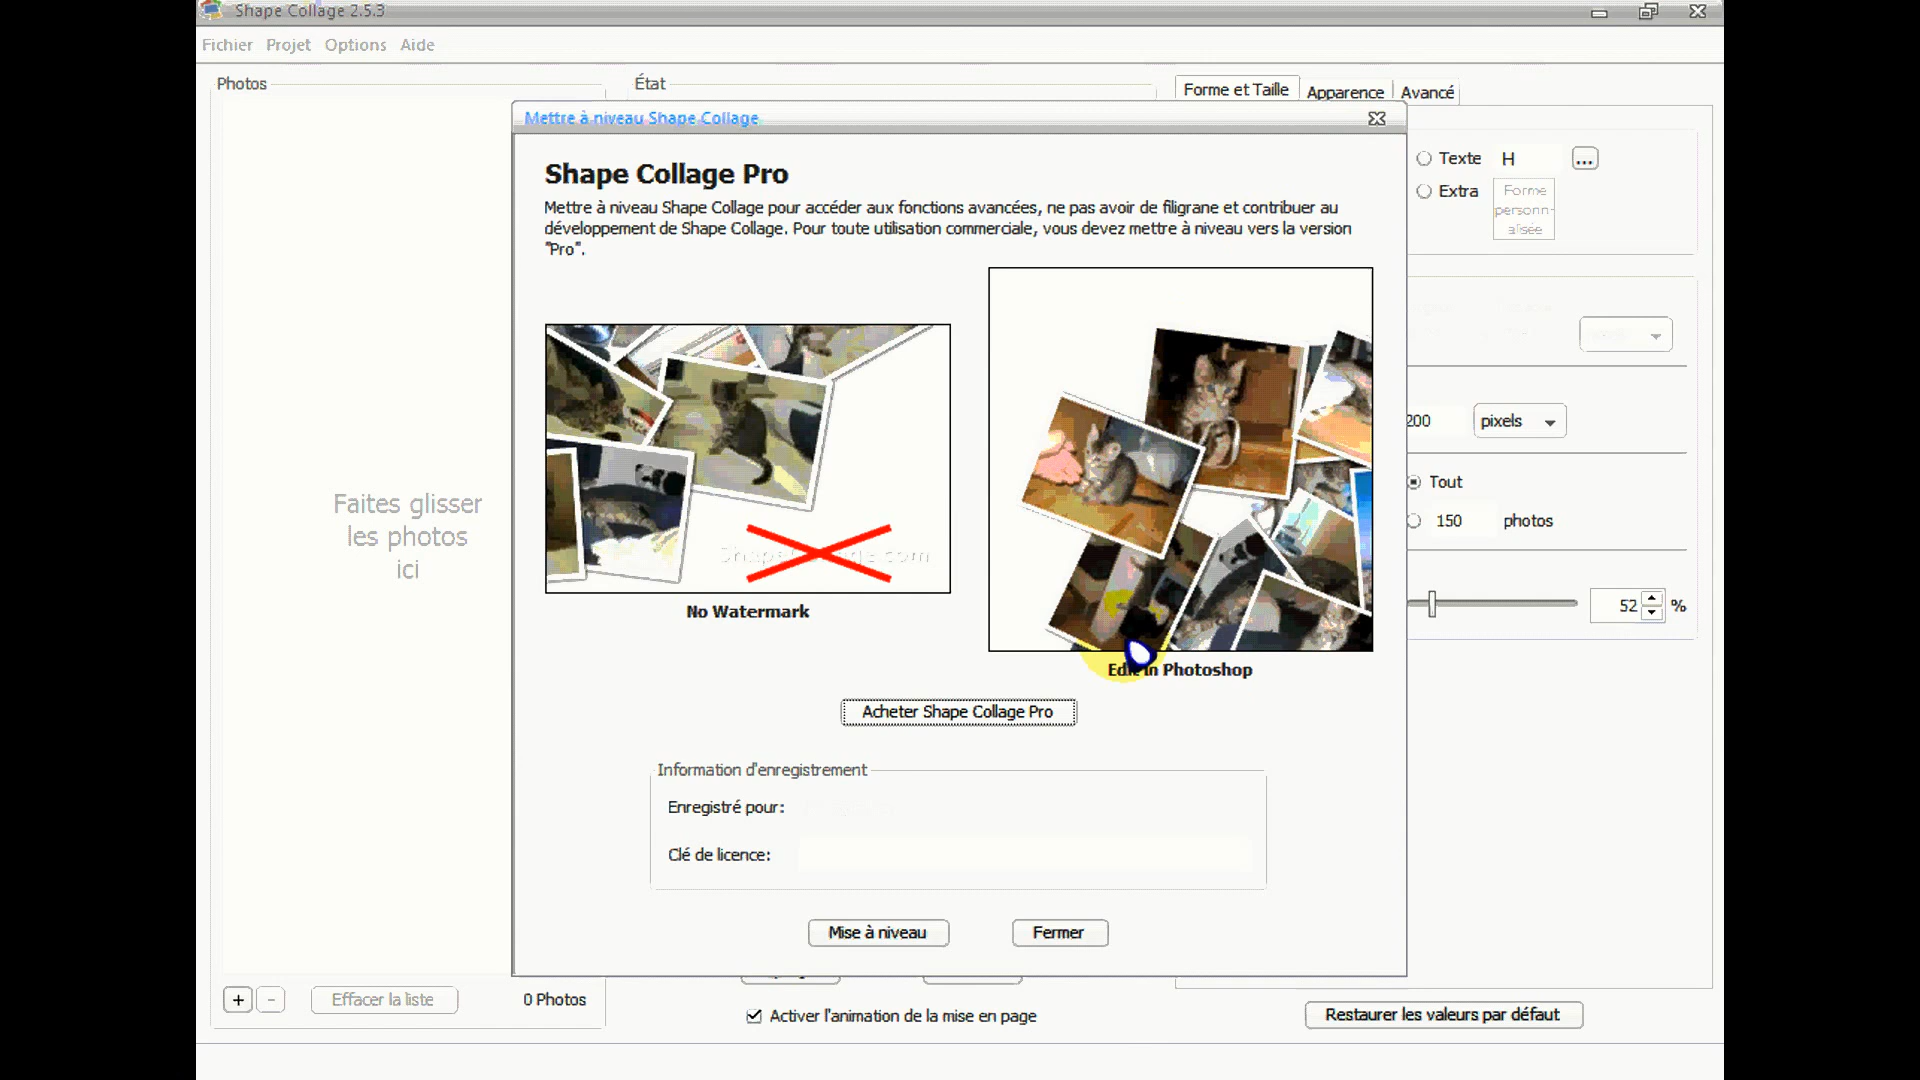 Shape Collage 2.5.3
Fichier Projet Options Aide
Photos
État
Forme et Taille Apparence Avancé
Mettre à niveau Shape Collage
Texte H ...
Extra
Forme
personn-
alisée
Shape Collage Pro
Mettre à niveau Shape Collage pour accéder aux fonctions avancées, ne pas avoir de filigrane et contribuer au
développement de Shape Collage. Pour toute utilisation commerciale, vous devez mettre à niveau vers la version
"Pro".
200 pixels
Tout
150 photos
52 %
Faites glisser
les photos
ici
No Watermark
Edit in Photoshop
Acheter Shape Collage Pro
Information d'enregistrement
Enregistré pour:
Clé de licence:
Mise à niveau Fermer
+ - Effacer la liste 0 Photos
Activer l'animation de la mise en page
Restaurer les valeurs par défaut